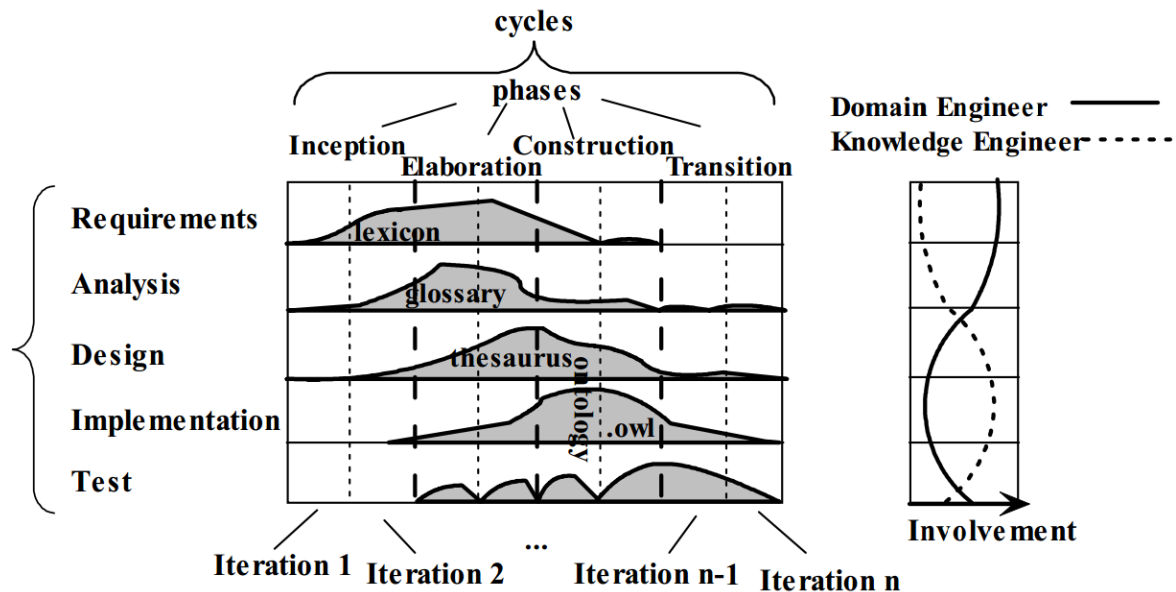 cycles
phases
Domain Engineer
Knowledge Engineer
Inception
Construction
Elaboration
Transition
Requirements
lexicon
Analysis
glossary
Design
thesaurus
ontology
Implementation
.owl
Test
Involvement
...
Iteration 1
Iteration 2
Iteration n-1
Iteration n